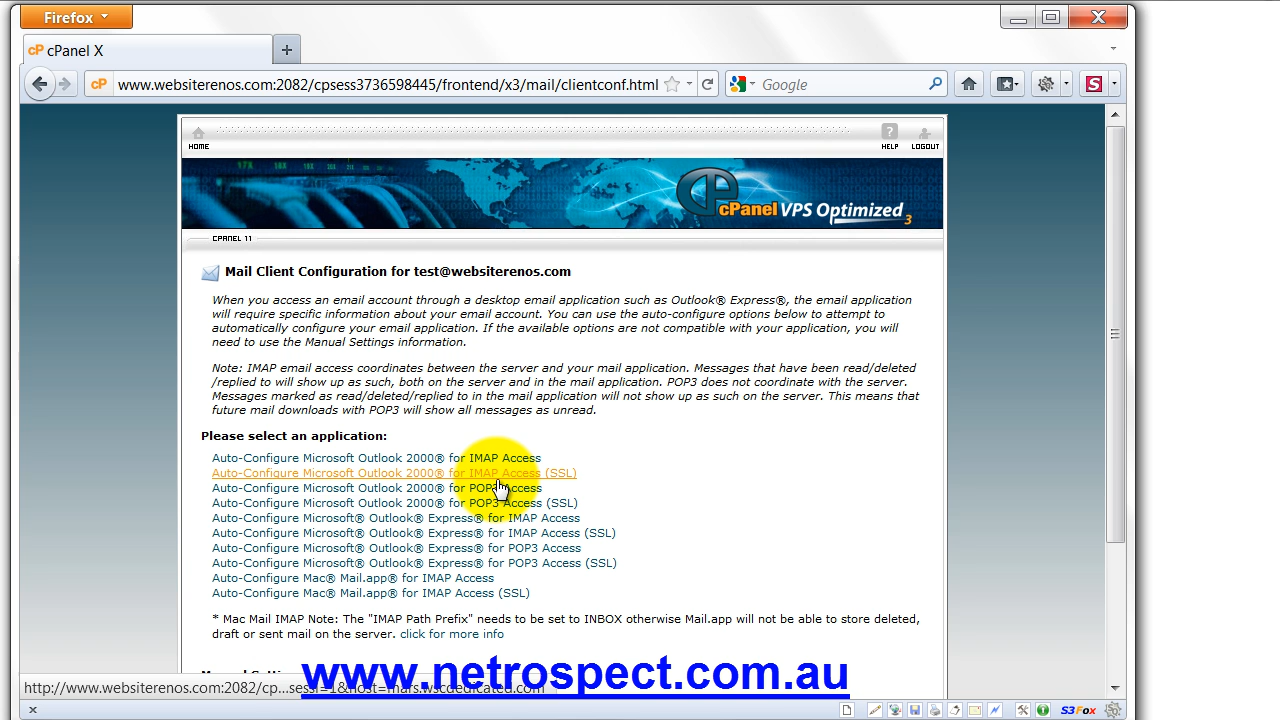 Firefox
cP cPanel X
cP www.websiterenos.com:2082/cpsess3736598445/frontend/x3/mail/clientconf.html
Google
HOME
HELP LOGOUT
cPanel VPS Optimized 3
CPANEL 11
Mail Client Configuration for test@websiterenos.com
When you access an email account through a desktop email application such as Outlook® Express®, the email application
will require specific information about your email account. You can use the auto-configure options below to attempt to
automatically configure your email application. If the available options are not compatible with your application, you will
need to use the Manual Settings information.
Note: IMAP email access coordinates between the server and your mail application. Messages that have been read/deleted
/replied to will show up as such, both on the server and in the mail application. POP3 does not coordinate with the server.
Messages marked as read/deleted/replied to in the mail application will not show up as such on the server. This means that
future mail downloads with POP3 will show all messages as unread.
Please select an application:
Auto-Configure Microsoft Outlook 2000® for IMAP Access
Auto-Configure Microsoft Outlook 2000® for IMAP Access (SSL)
Auto-Configure Microsoft Outlook 2000® for POP3 Access
Auto-Configure Microsoft Outlook 2000® for POP3 Access (SSL)
Auto-Configure Microsoft® Outlook® Express® for IMAP Access
Auto-Configure Microsoft® Outlook® Express® for IMAP Access (SSL)
Auto-Configure Microsoft® Outlook® Express® for POP3 Access
Auto-Configure Microsoft® Outlook® Express® for POP3 Access (SSL)
Auto-Configure Mac® Mail.app® for IMAP Access
Auto-Configure Mac® Mail.app® for IMAP Access (SSL)
* Mac Mail IMAP Note: The "IMAP Path Prefix" needs to be set to INBOX otherwise Mail.app will not be able to store deleted,
draft or sent mail on the server. click for more info
www.netrospect.com.au
http://www.websiterenos.com:2082/cp...sessl=1&host=mars.wscdedicated.com
S3Fox